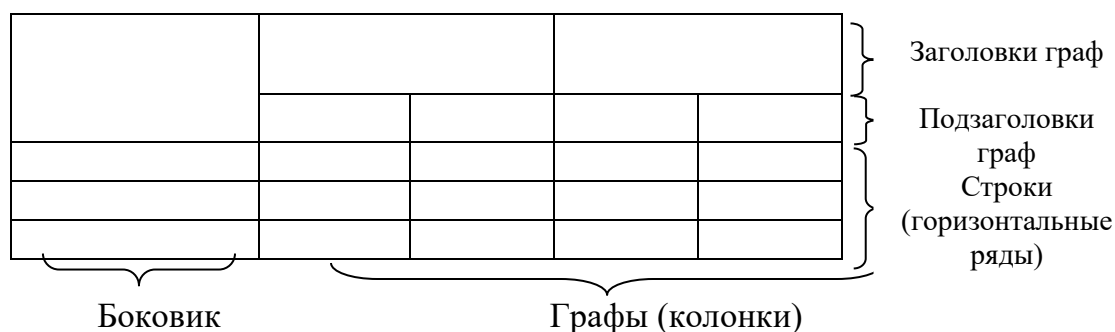 Заголовки граф
Подзаголовки
граф
Строки
(горизонтальные
ряды)
Боковик
Графы (колонки)